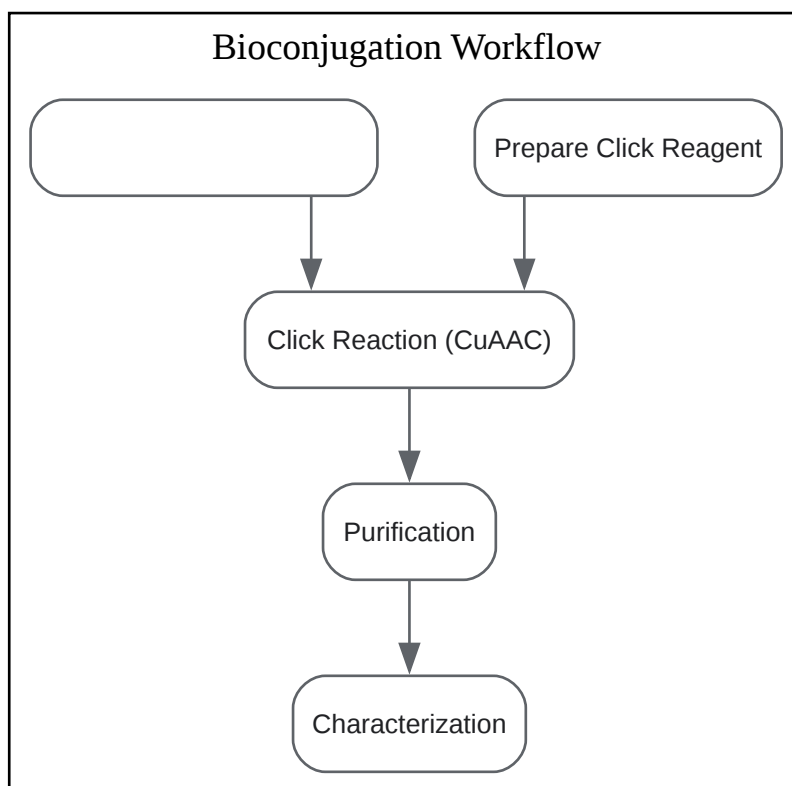 Bioconjugation Workflow
Prepare Click Reagent
Click Reaction (CuAAC)
Purification
Characterization